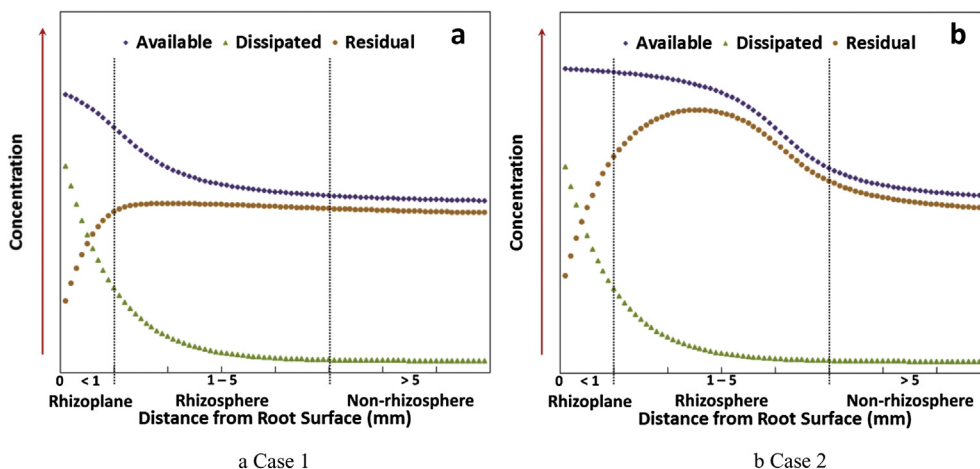 a
Available Dissipated Residual
Concentration
0 < 1 1 – 5 > 5
Rhizoplane Rhizosphere Non-rhizosphere
Distance from Root Surface (mm)
a Case 1
b
Available Dissipated Residual
Concentration
0 < 1 1 – 5 > 5
Rhizoplane Rhizosphere Non-rhizosphere
Distance from Root Surface (mm)
b Case 2